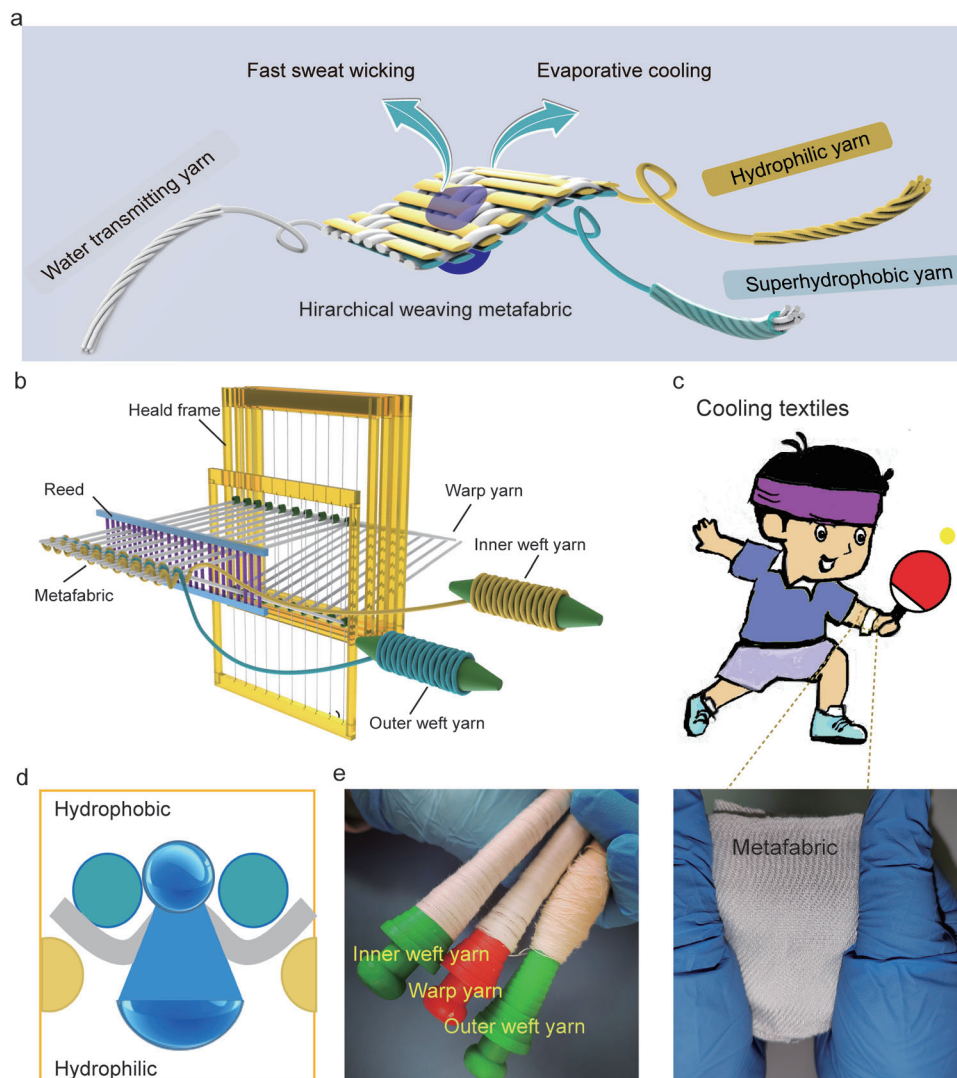 a
Fast sweat wicking
Evaporative cooling
Water transmitting yarn
Hydrophilic yarn
Superhydrophobic yarn
Hirarchical weaving metafabric
b
Heald frame
Reed
Warp yarn
Inner weft yarn
Metafabric
Outer weft yarn
c
Cooling textiles
d
Hydrophobic
Hydrophilic
e
Inner weft yarn
Warp yarn
Outer weft yarn
Metafabric